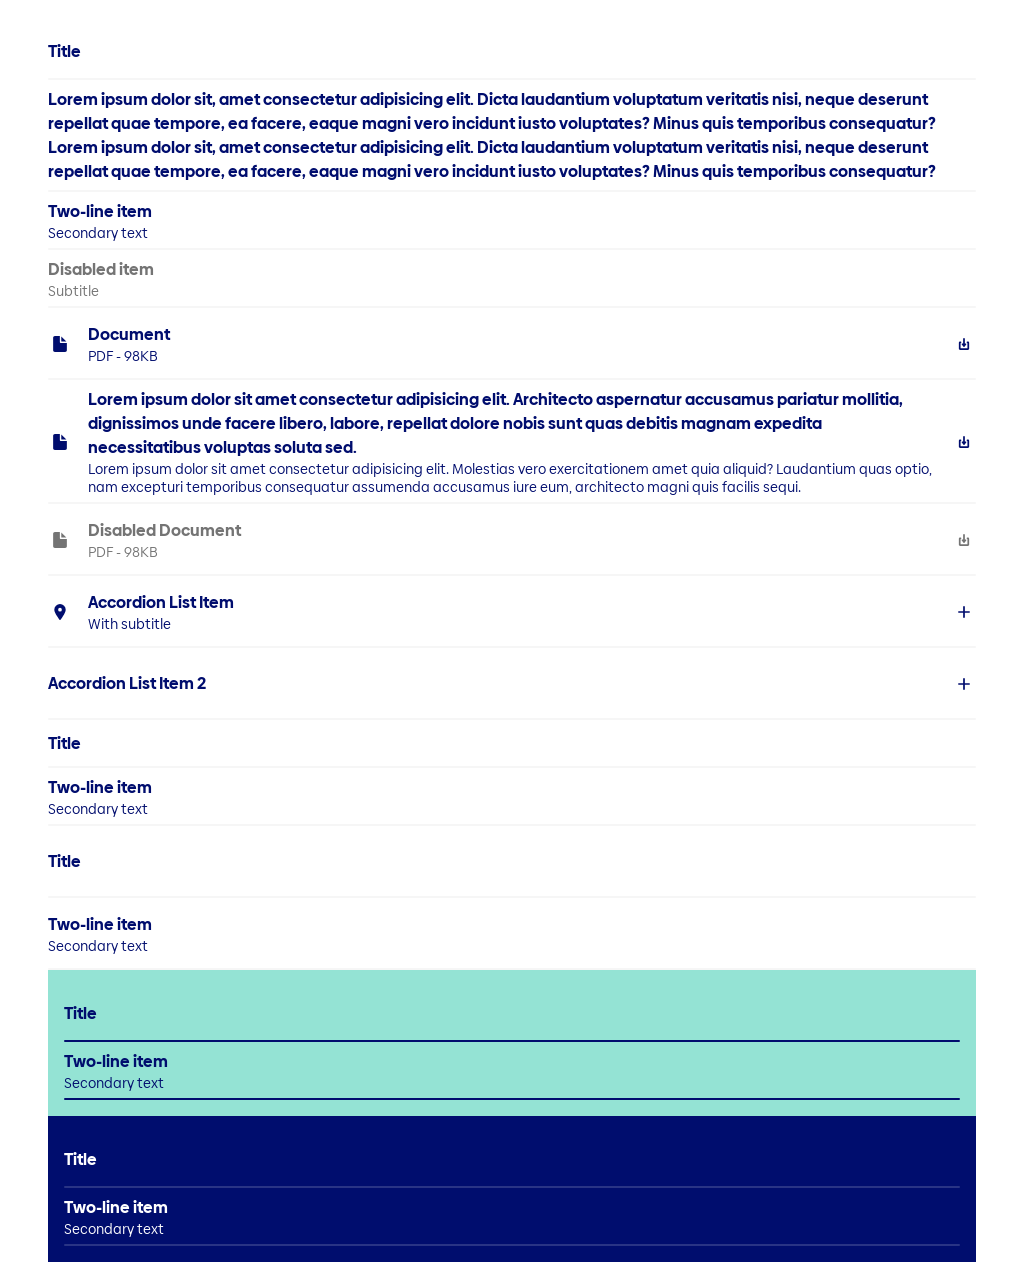 Title
Lorem ipsum dolor sit, amet consectetur adipisicing elit. Dicta laudantium voluptatum veritatis nisi, neque deserunt
repellat quae tempore, ea facere, eaque magni vero incidunt iusto voluptates? Minus quis temporibus consequatur?
Lorem ipsum dolor sit, amet consectetur adipisicing elit. Dicta laudantium voluptatum veritatis nisi, neque deserunt
repellat quae tempore, ea facere, eaque magni vero incidunt iusto voluptates? Minus quis temporibus consequatur?
Two-line item
Secondary text
Disabled item
Subtitle
Document
PDF - 98KB
Lorem ipsum dolor sit amet consectetur adipisicing elit. Architecto aspernatur accusamus pariatur mollitia,
dignissimos unde facere libero, labore, repellat dolore nobis sunt quas debitis magnam expedita
necessitatibus voluptas soluta sed.
Lorem ipsum dolor sit amet consectetur adipisicing elit. Molestias vero exercitationem amet quia aliquid? Laudantium quas optio,
nam excepturi temporibus consequatur assumenda accusamus iure eum, architecto magni quis facilis sequi.
Disabled Document
PDF - 98KB
Accordion List Item
With subtitle
Accordion List Item 2
Title
Two-line item
Secondary text
Title
Two-line item
Secondary text
Title
Two-line item
Secondary text
Title
Two-line item
Secondary text